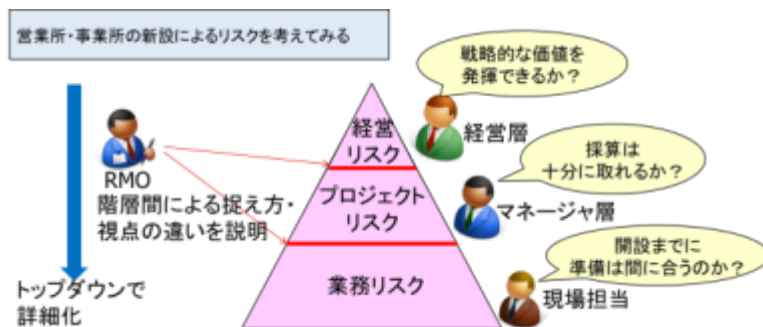 営業所・事業所の新設によるリスクを考えてみる
戦略的な価値を
発揮できるか？
経営
リスク
経営層
RMO
階層間による捉え方・
視点の違いを説明
採算は
十分に取れるか？
プロジェクト
リスク
マネージャ層
開設までに
準備は間に合うのか？
業務リスク
現場担当
トップダウンで
詳細化